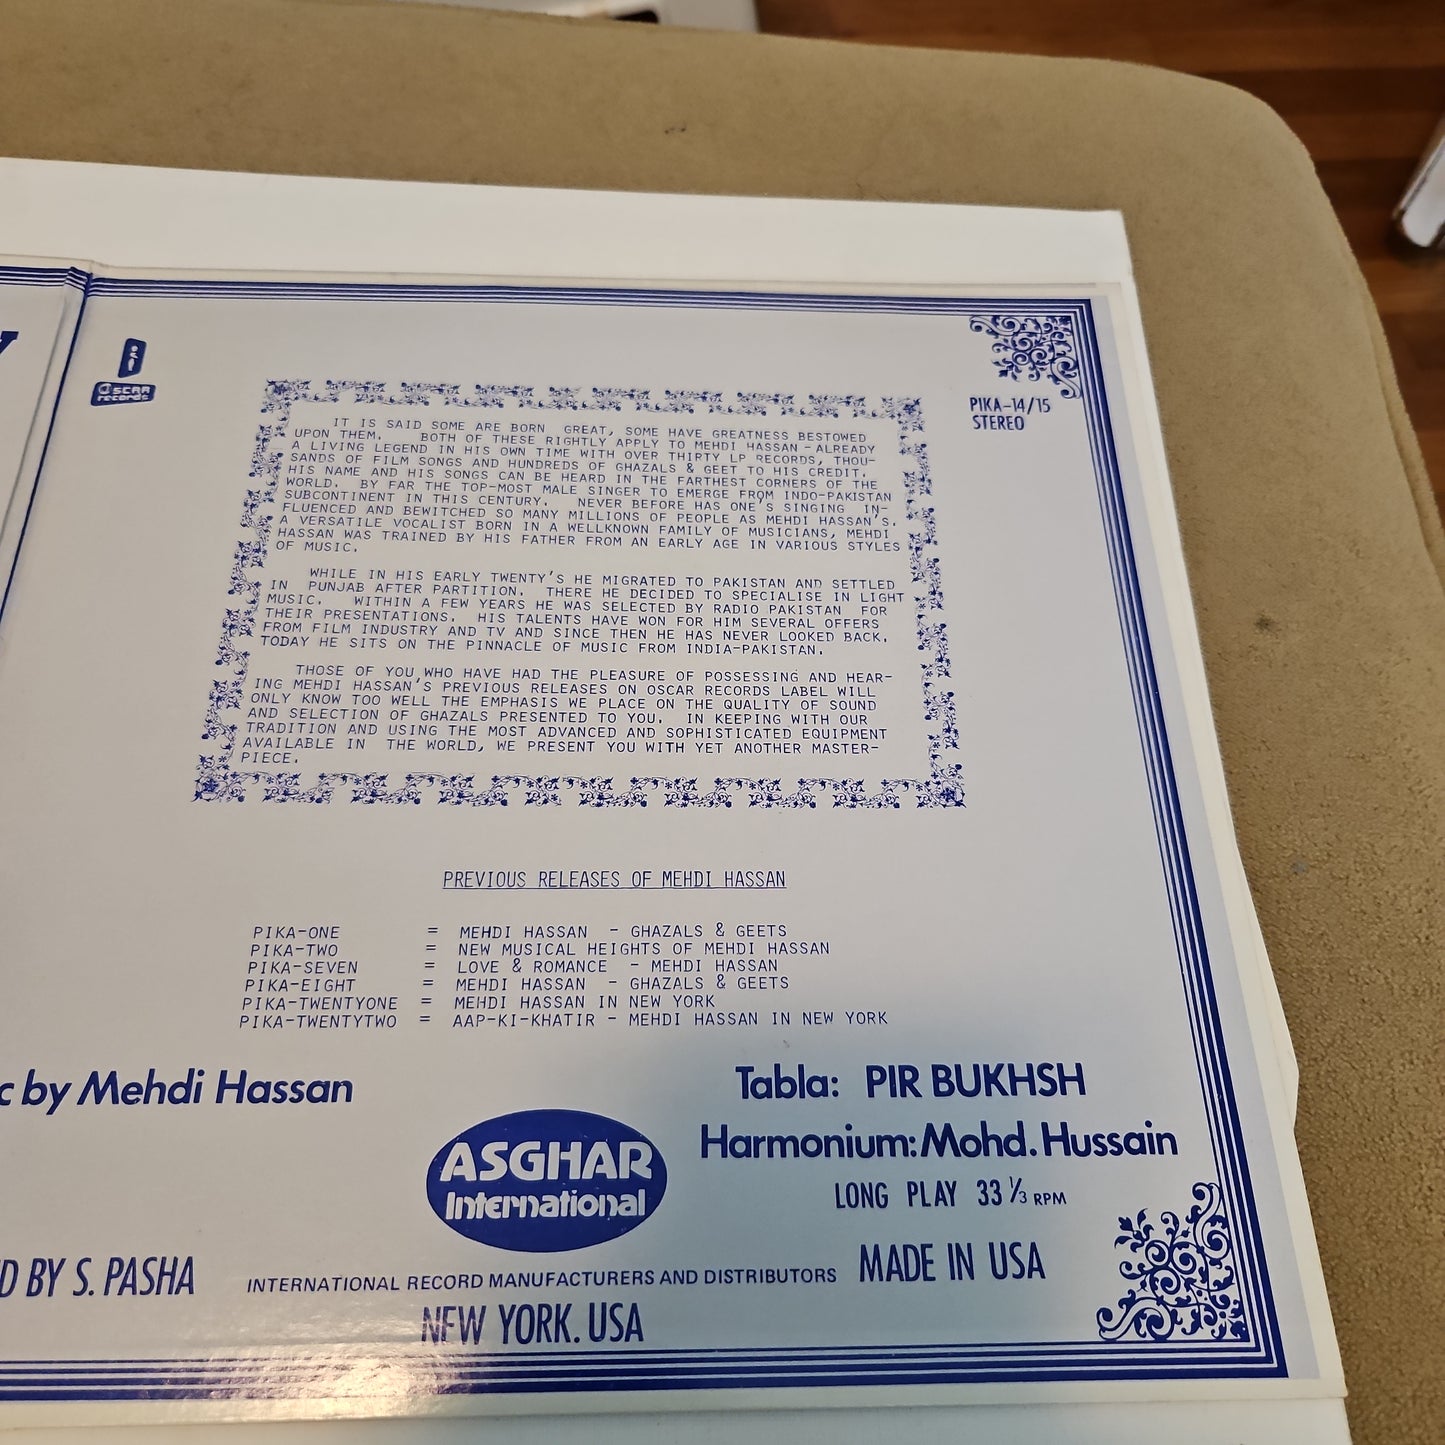 OSCAR
records
PIKA-14/15
STEREO
IT IS SAID SOME ARE BORN GREAT, SOME HAVE GREATNESS BESTOWED
UPON THEM. BOTH OF THESE RIGHTLY APPLY TO MEHDI HASSAN - ALREADY
A LIVING LEGEND IN HIS OWN TIME WITH OVER THIRTY LP RECORDS, THOU-
SANDS OF FILM SONGS AND HUNDREDS OF GHAZALS & GEET TO HIS CREDIT.
HIS NAME AND HIS SONGS CAN BE HEARD IN THE FARTHEST CORNERS OF THE
WORLD. BY FAR THE TOP-MOST MALE SINGER TO EMERGE FROM INDO-PAKISTAN
SUBCONTINENT IN THIS CENTURY. NEVER BEFORE HAS ONE'S SINGING IN-
FLUENCED AND BEWITCHED SO MANY MILLIONS OF PEOPLE AS MEHDI HASSAN'S.
A VERSATILE VOCALIST BORN IN A WELLKNOWN FAMILY OF MUSICIANS, MEHDI
HASSAN WAS TRAINED BY HIS FATHER FROM AN EARLY AGE IN VARIOUS STYLES
OF MUSIC.
WHILE IN HIS EARLY TWENTY'S HE MIGRATED TO PAKISTAN AND SETTLED
IN PUNJAB AFTER PARTITION. THERE HE DECIDED TO SPECIALISE IN LIGHT
MUSIC. WITHIN A FEW YEARS HE WAS SELECTED BY RADIO PAKISTAN FOR
THEIR PRESENTATIONS. HIS TALENTS HAVE WON FOR HIM SEVERAL OFFERS
FROM FILM INDUSTRY AND TV AND SINCE THEN HE HAS NEVER LOOKED BACK.
TODAY HE SITS ON THE PINNACLE OF MUSIC FROM INDIA-PAKISTAN.
THOSE OF YOU WHO HAVE HAD THE PLEASURE OF POSSESSING AND HEAR-
ING MEHDI HASSAN'S PREVIOUS RELEASES ON OSCAR RECORDS LABEL WILL
ONLY KNOW TOO WELL THE EMPHASIS WE PLACE ON THE QUALITY OF SOUND
AND SELECTION OF GHAZALS PRESENTED TO YOU. IN KEEPING WITH OUR
TRADITION AND USING THE MOST ADVANCED AND SOPHISTICATED EQUIPMENT
AVAILABLE IN THE WORLD, WE PRESENT YOU WITH YET ANOTHER MASTER-
PIECE.
PREVIOUS RELEASES OF MEHDI HASSAN
PIKA-ONE = MEHDI HASSAN - GHAZALS & GEETS
PIKA-TWO = NEW MUSICAL HEIGHTS OF MEHDI HASSAN
PIKA-SEVEN = LOVE & ROMANCE - MEHDI HASSAN
PIKA-EIGHT = MEHDI HASSAN - GHAZALS & GEETS
PIKA-TWENTYONE = MEHDI HASSAN IN NEW YORK
PIKA-TWENTYTWO = AAP-KI-KHATIR - MEHDI HASSAN IN NEW YORK
c by Mehdi Hassan
Tabla: PIR BUKHSH
Harmonium: Mohd. Hussain
LONG PLAY 33 1/3 RPM
ASGHAR
International
D BY S. PASHA
INTERNATIONAL RECORD MANUFACTURERS AND DISTRIBUTORS
MADE IN USA
NEW YORK. USA